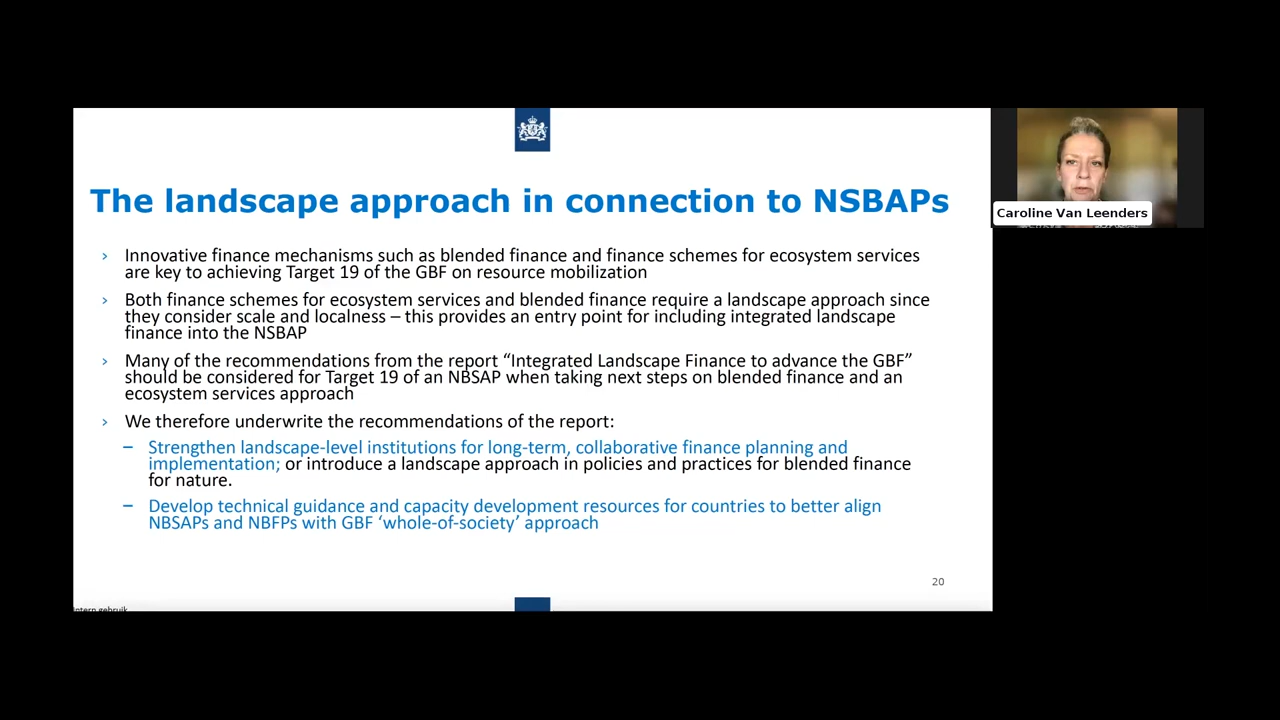 The landscape approach in connection to NSBAPs
Caroline Van Leenders
› Innovative finance mechanisms such as blended finance and finance schemes for ecosystem services
are key to achieving Target 19 of the GBF on resource mobilization
› Both finance schemes for ecosystem services and blended finance require a landscape approach since
they consider scale and localness – this provides an entry point for including integrated landscape
finance into the NSBAP
› Many of the recommendations from the report “Integrated Landscape Finance to advance the GBF”
should be considered for Target 19 of an NBSAP when taking next steps on blended finance and an
ecosystem services approach
› We therefore underwrite the recommendations of the report:
– Strengthen landscape-level institutions for long-term, collaborative finance planning and
implementation; or introduce a landscape approach in policies and practices for blended finance
for nature.
– Develop technical guidance and capacity development resources for countries to better align
NBSAPs and NBFPs with GBF ‘whole-of-society’ approach
20
Intern gebruik